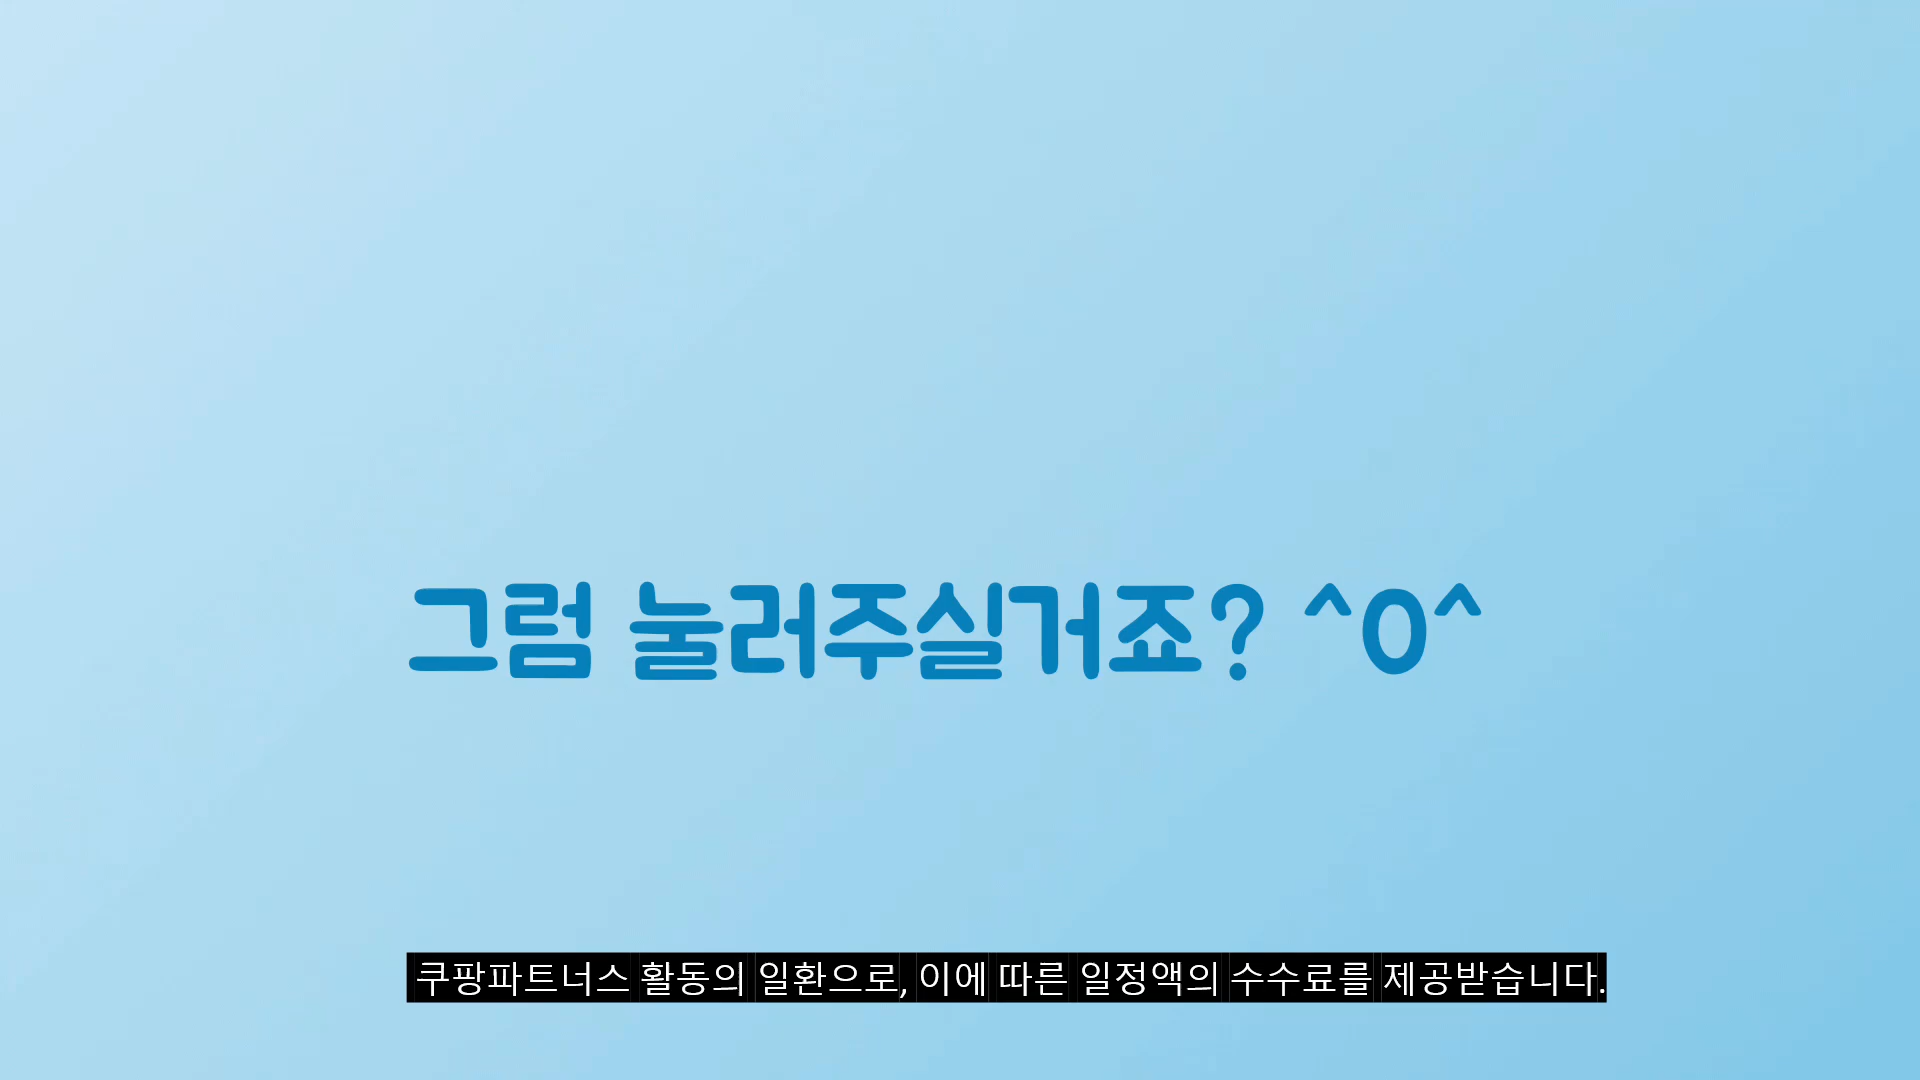 그럼 눌러주실거죠? ^0^
쿠팡파트너스 활동의 일환으로, 이에 따른 일정액의 수수료를 제공받습니다.